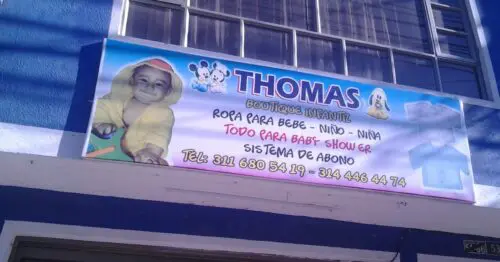 THOMAS
BOUTIQUE INFANTIL
ROPA PARA BEBE - NIÑO - NIÑA
TODO PARA BABY SHOWER
SISTEMA DE ABONO
TEL: 311 680 54 19 - 314 446 44 74